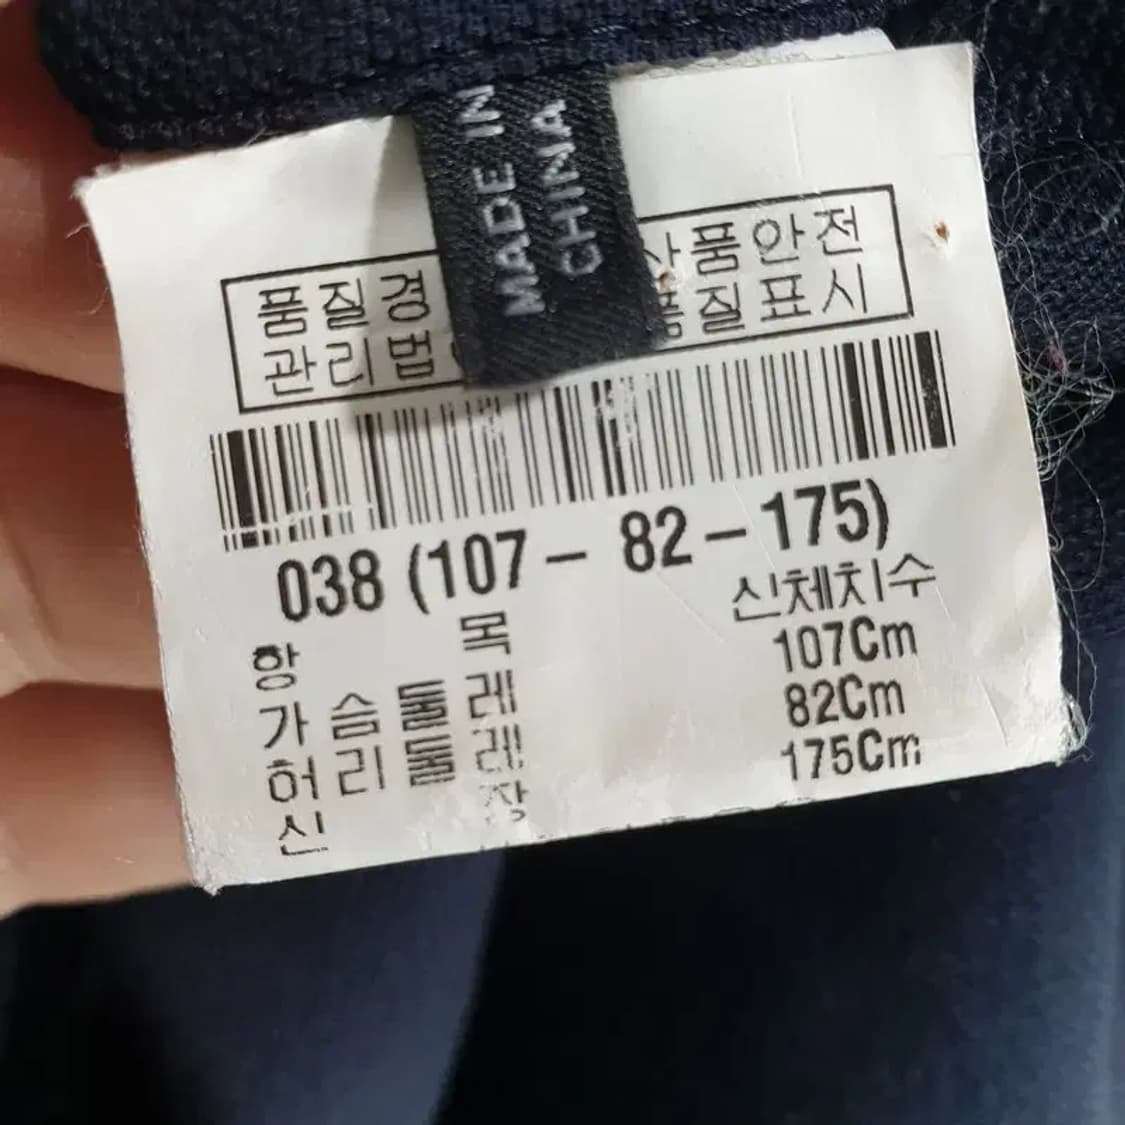 MADE IN
CHINA
품질경 품안전
관리법 질표시
038 (107 - 82 - 175)
항 목 신체치수
가 슴 둘 레 107Cm
허 리 둘 레 82Cm
신 장 175Cm